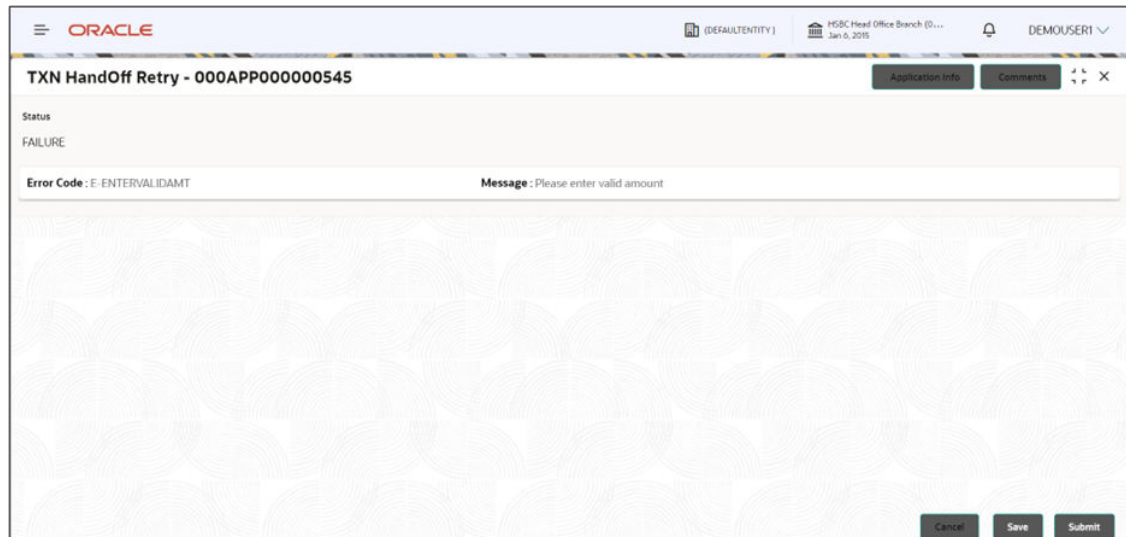 ORACLE
(DEFAULTENTITY)
HSBC Head Office Branch (0...
Jan 6, 2015
DEMOUSER1
TXN HandOff Retry - 000APP000000545
Application Info
Comments
Status
FAILURE
Error Code : E-ENTERVALIDAMT
Message : Please enter valid amount
Cancel
Save
Submit